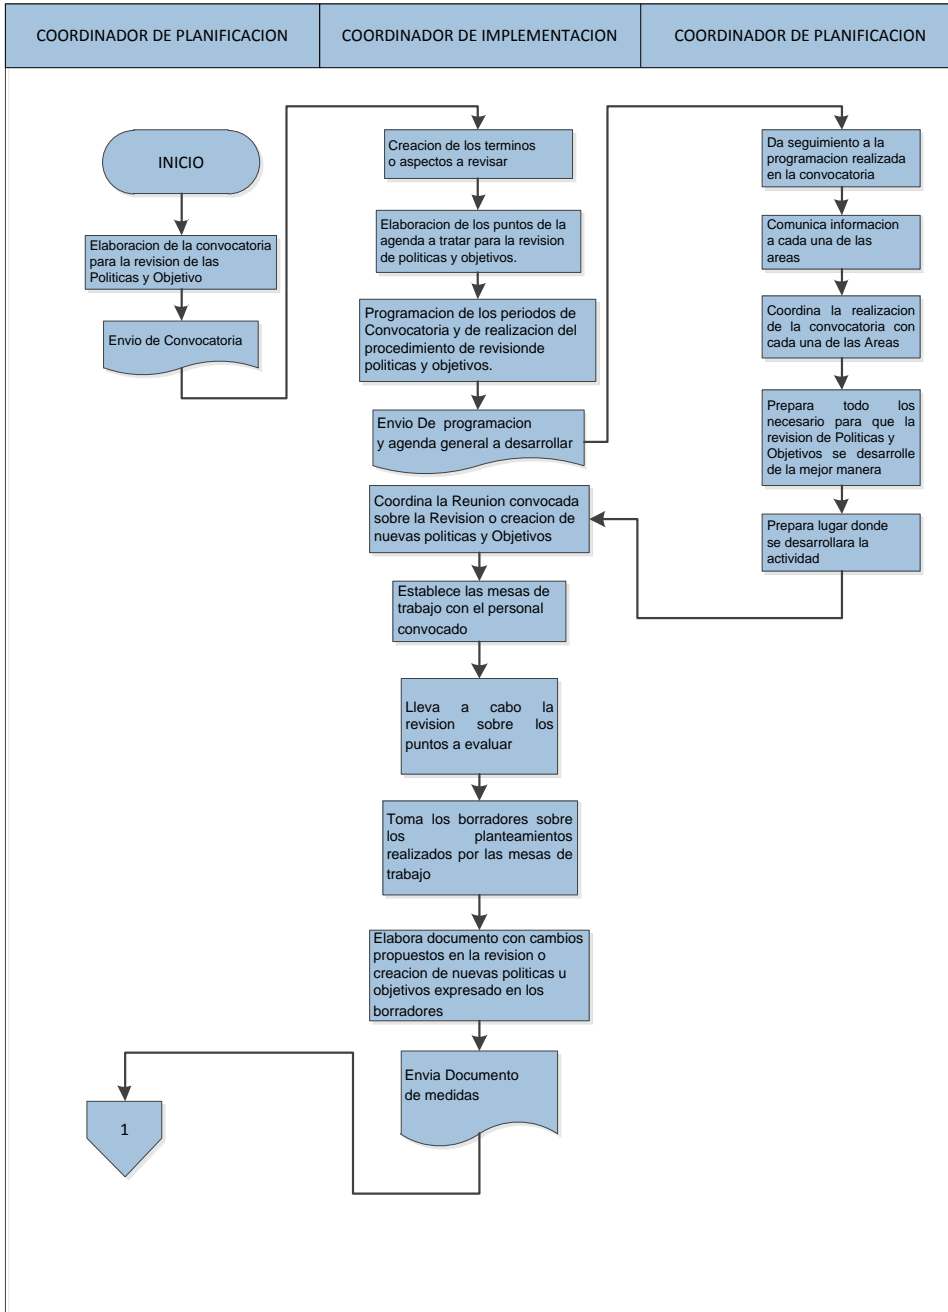 COORDINADOR DE PLANIFICACION
COORDINADOR DE IMPLEMENTACION
COORDINADOR DE PLANIFICACION
INICIO
Elaboracion de la convocatoria
para la revision de las
Politicas y Objetivo
Envio de Convocatoria
Creacion de los terminos
o aspectos a revisar
Elaboracion de los puntos de la
agenda a tratar para la revision
de politicas y objetivos.
Programacion de los periodos de
Convocatoria y de realizacion del
procedimiento de revisionde
politicas y objetivos.
Envio De programacion
y agenda general a desarrollar
Da seguimiento a la
programacion realizada
en la convocatoria
Comunica informacion
a cada una de las
areas
Coordina la realizacion
de la convocatoria con
cada una de las Areas
Prepara todo los
necesario para que la
revision de Politicas y
Objetivos se desarrolle
de la mejor manera
Prepara lugar donde
se desarrollara la
actividad
Coordina la Reunion convocada
sobre la Revision o creacion de
nuevas politicas y Objetivos
Establece las mesas de
trabajo con el personal
convocado
Lleva a cabo la
revision sobre los
puntos a evaluar
Toma los borradores sobre
los planteamientos
realizados por las mesas de
trabajo
Elabora documento con cambios
propuestos en la revision o
creacion de nuevas politicas u
objetivos expresado en los
borradores
Envia Documento
de medidas
1